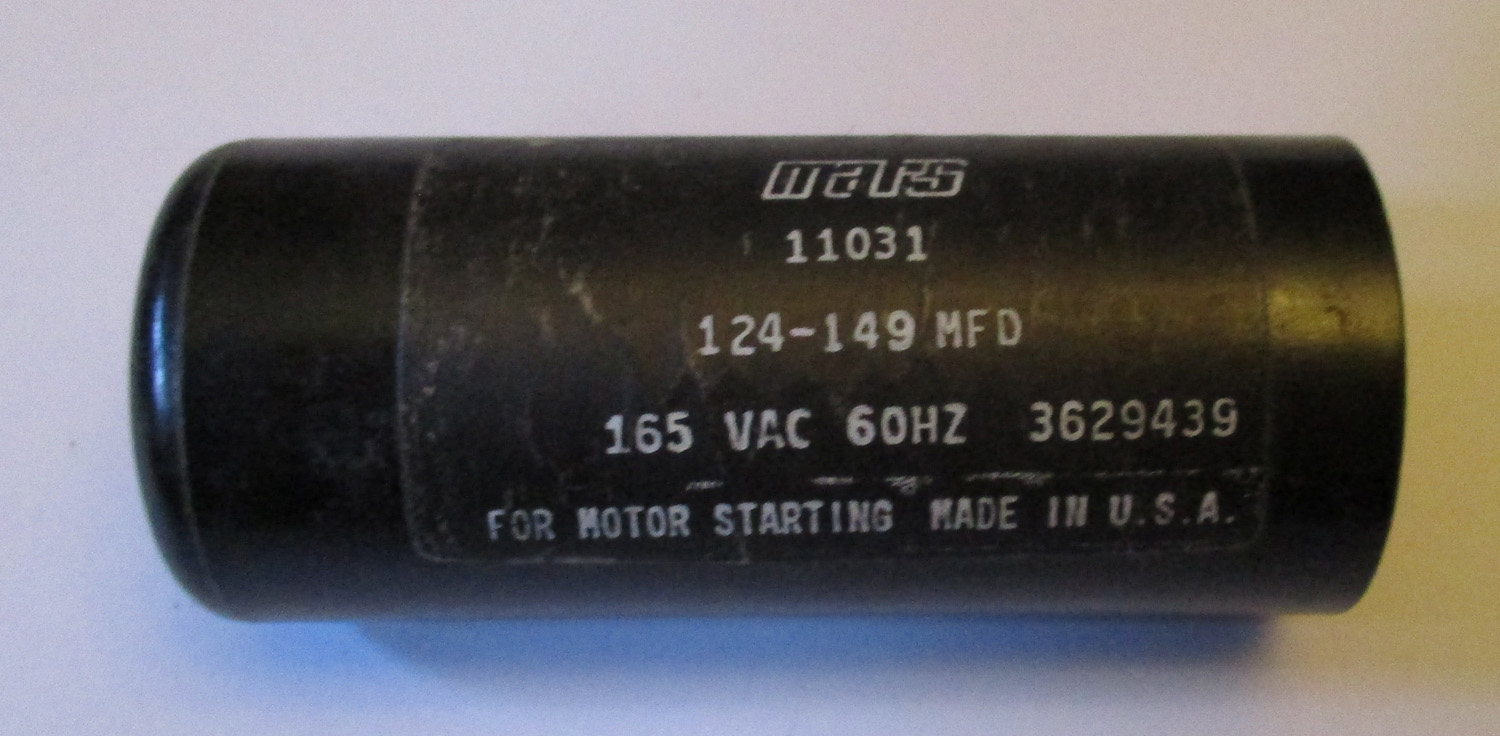 mars
11031
124-149 MFD
165 VAC 60HZ 3629439
FOR MOTOR STARTING MADE IN U.S.A.